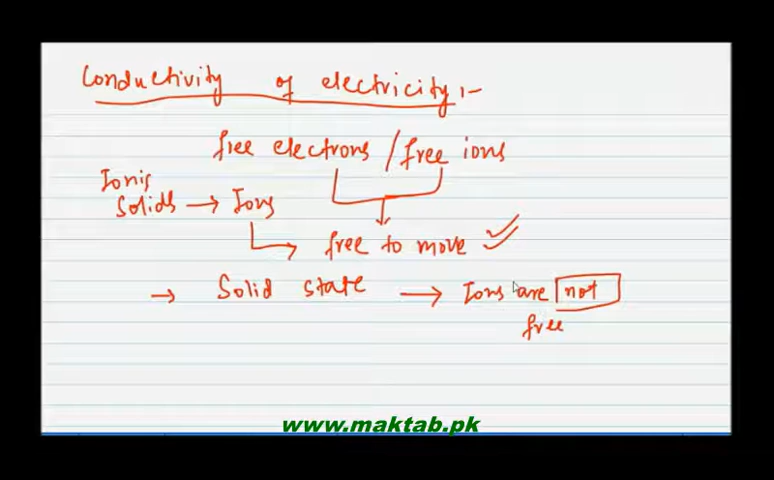 Conductivity of electricity :-
free electrons / free ions
Ionic
Solids → Ions
free to move
→ Solid state → Ions are not
free
www.maktab.pk